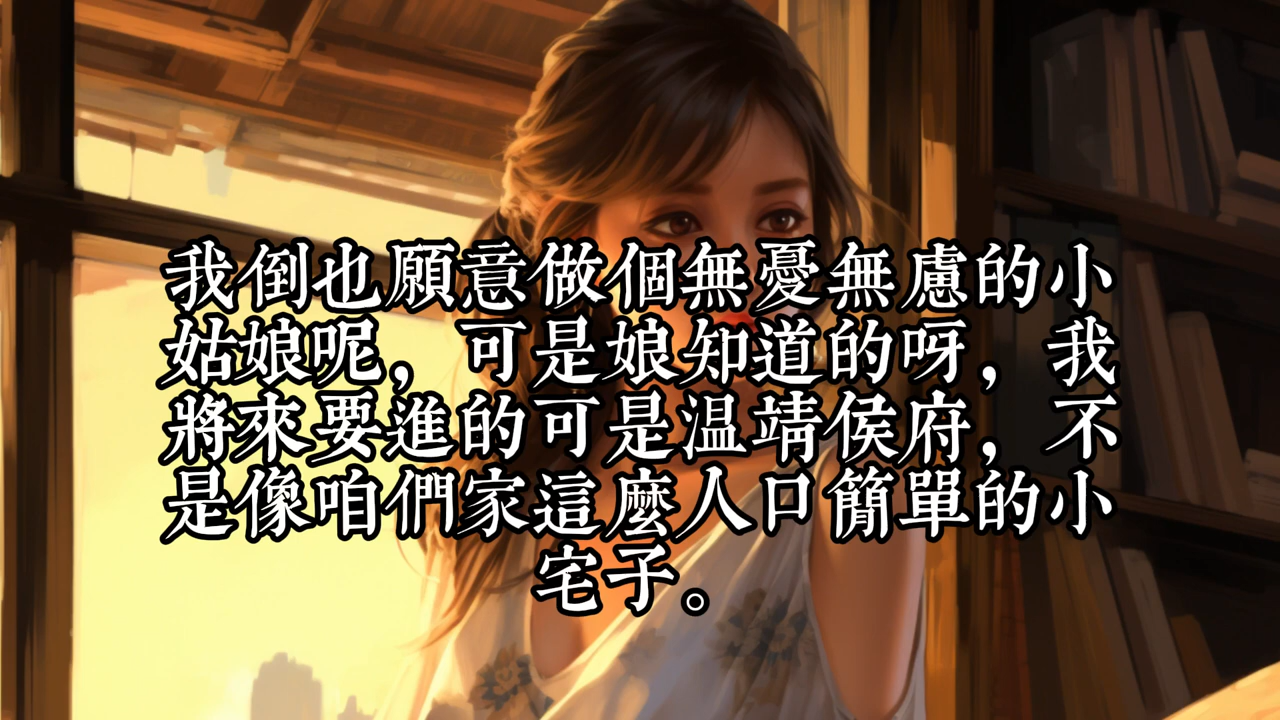 我倒也願意做個無憂無慮的小
姑娘呢，可是娘知道的呀，我
將來要進的可是温靖侯府，不
是像咱們家這麼人口簡單的小
宅子。